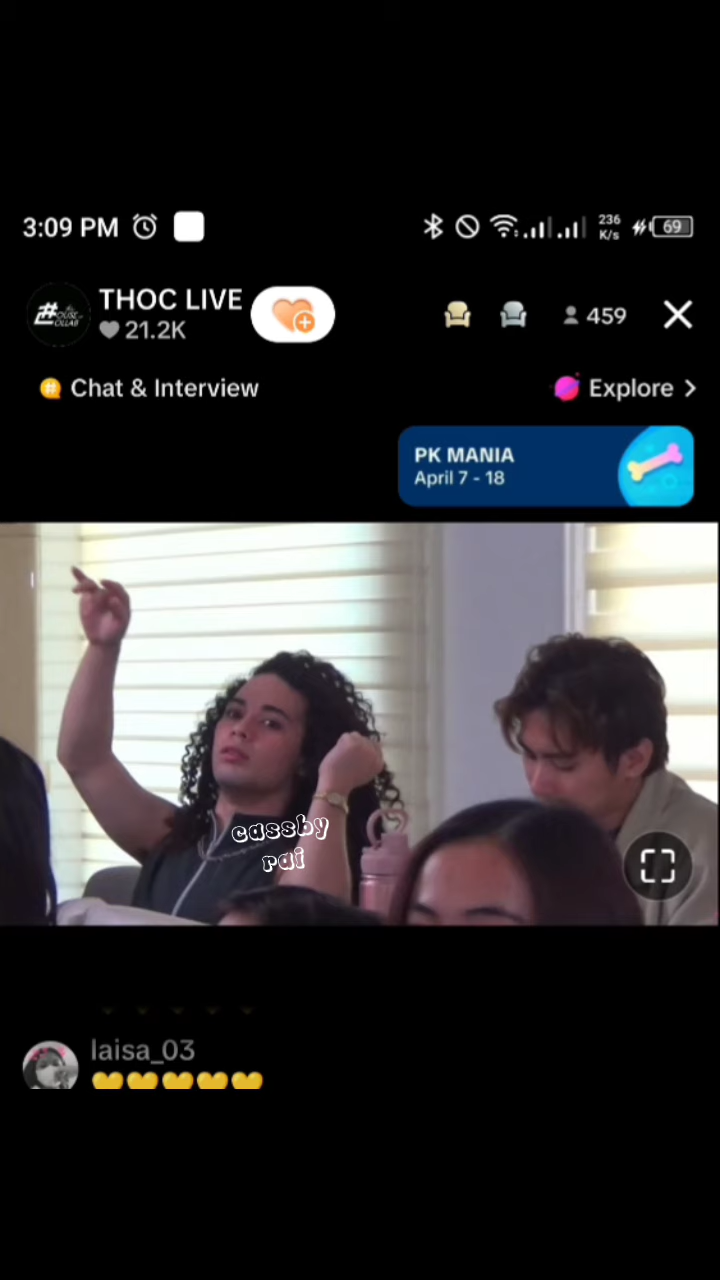 3:09 PM
236
K/s
69
THOC LIVE
21.2K
459
Chat & Interview
Explore >
PK MANIA
April 7 - 18
cassby
rai
laisa_03
💛💛💛💛💛